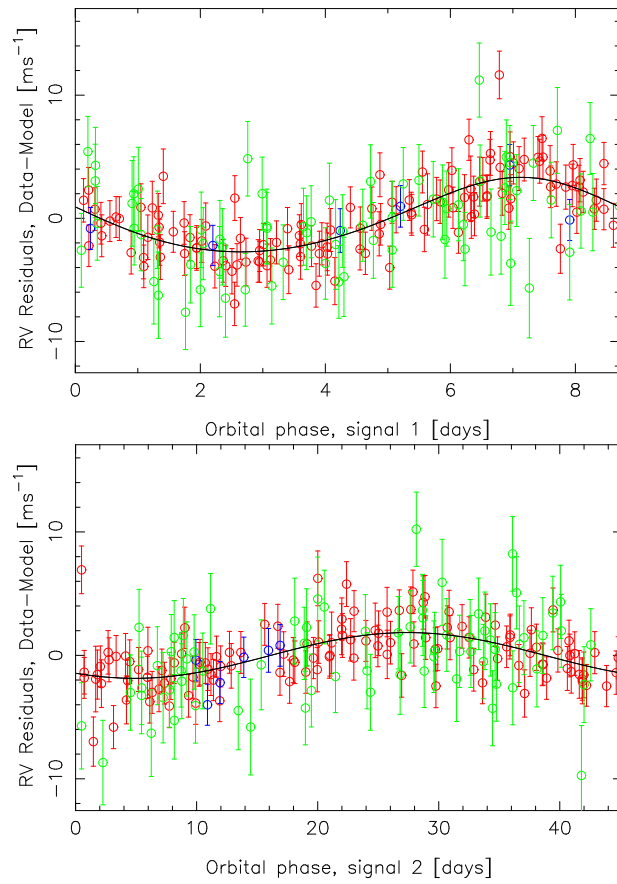 RV Residuals, Data-Model [ms⁻¹]
10
0
-10
0 2 4 6 8
Orbital phase, signal 1 [days]
RV Residuals, Data-Model [ms⁻¹]
10
0
-10
0 10 20 30 40
Orbital phase, signal 2 [days]